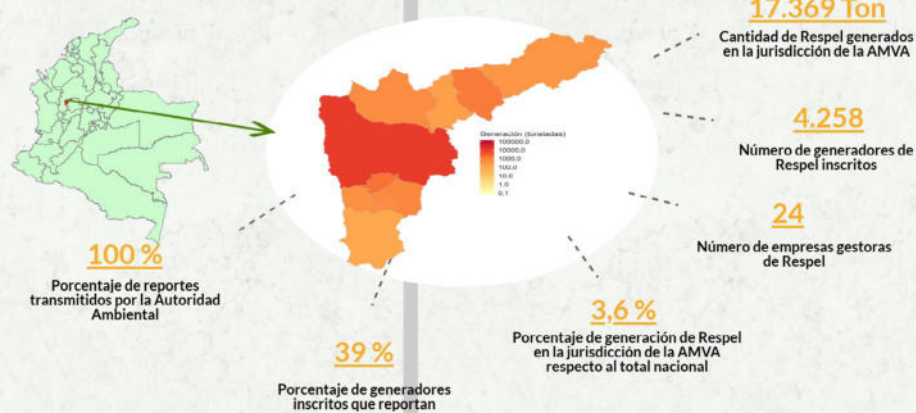 17.369 Ton
Cantidad de Respel generados
en la jurisdicción de la AMVA
Generación (toneladas)
100000,0
10000,0
1000,0
100,0
10,0
1,0
0,1
4.258
Número de generadores de
Respel inscritos
24
Número de empresas gestoras
de Respel
100 %
Porcentaje de reportes
transmitidos por la Autoridad
Ambiental
3,6 %
Porcentaje de generación de Respel
en la jurisdicción de la AMVA
respecto al total nacional
39 %
Porcentaje de generadores
inscritos que reportan